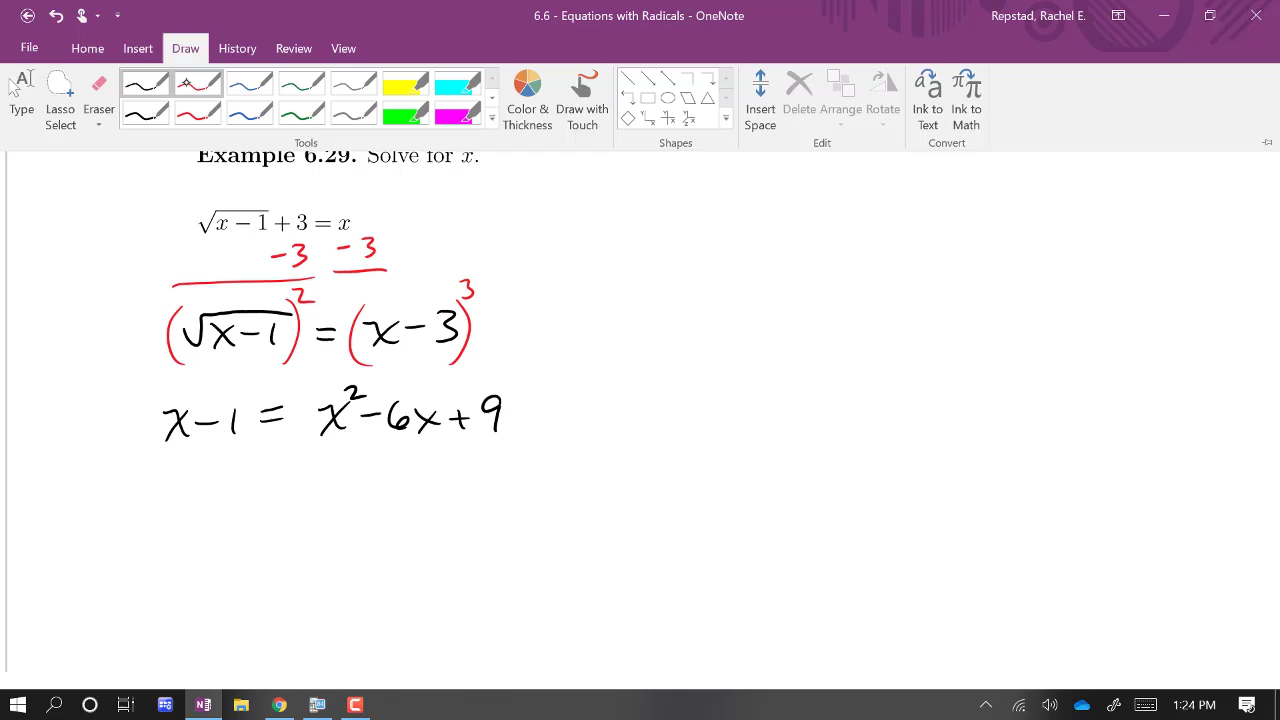 6.6 - Equations with Radicals - OneNote
Repstad, Rachel E.
File Home Insert Draw History Review View
Type
Lasso Select
Eraser
Color & Thickness
Draw with Touch
Insert Space
Delete
Arrange
Rotate
Ink to Text
Ink to Math
Tools
Shapes
Edit
Convert
Example 6.29. Solve for x.
√(x − 1) + 3 = x
−3 −3
(√(x−1))² = (x−3)³
x−1 = x²−6x+9
1:24 PM